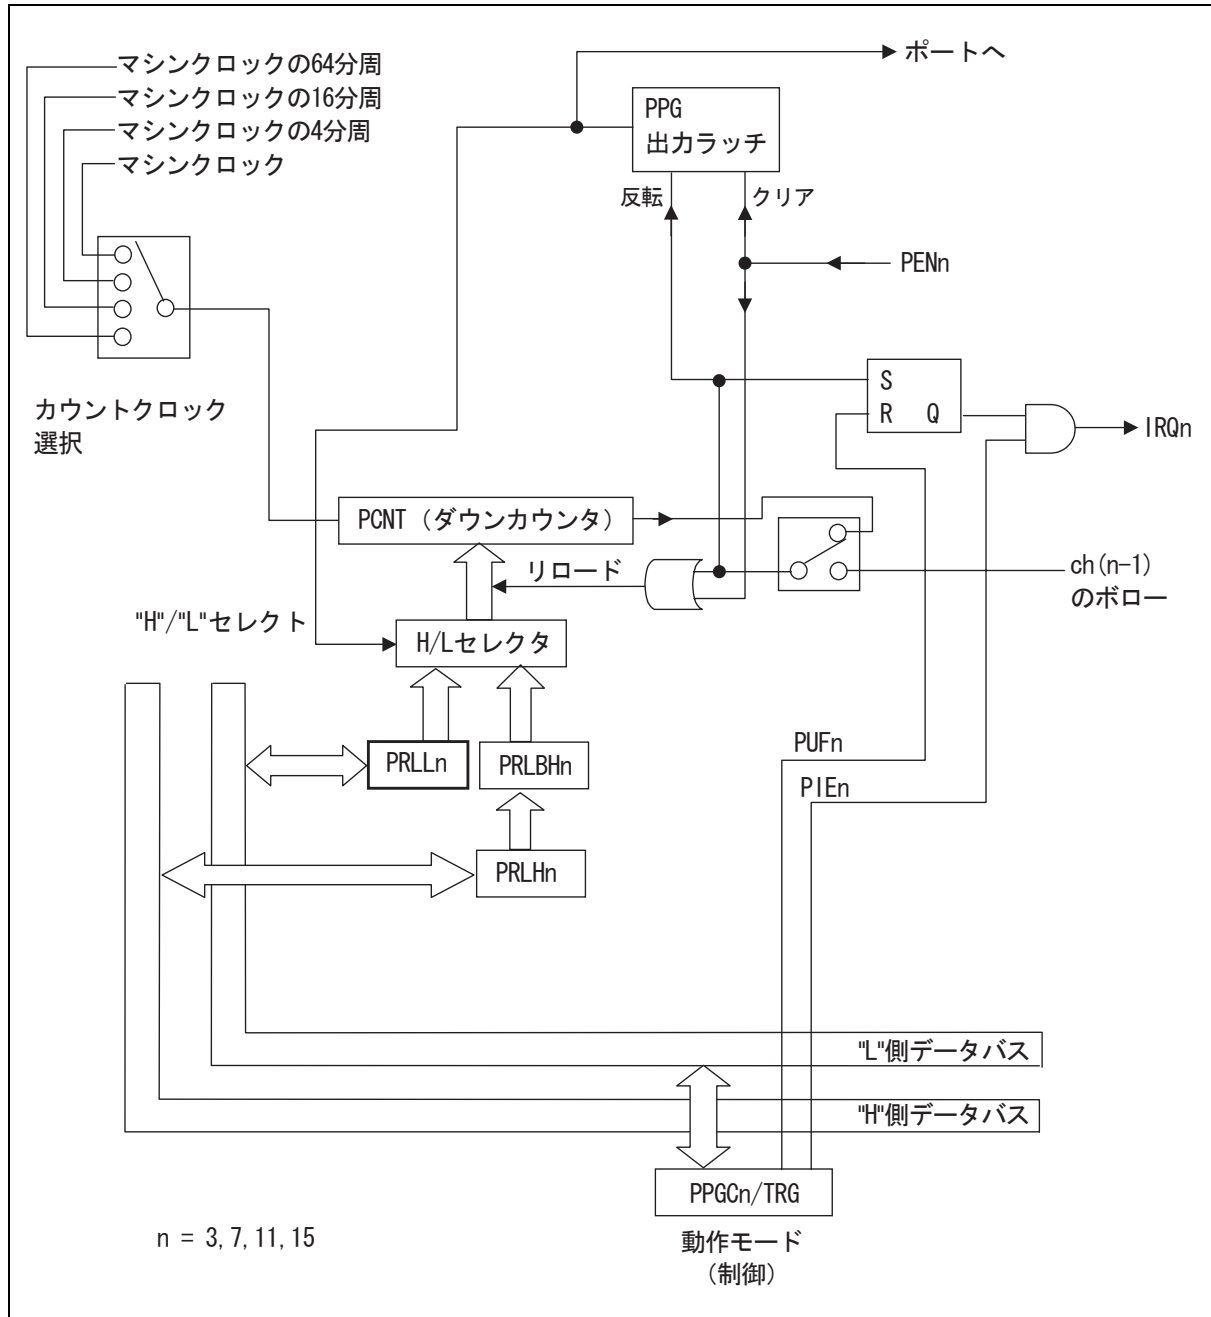 マシンクロックの64分周
マシンクロックの16分周
マシンクロックの4分周
マシンクロック
ポートへ
PPG
出力ラッチ
反転
クリア
PENn
カウントクロック
選択
S
R Q
IRQn
PCNT (ダウンカウンタ)
リロード
ch(n-1)
のボロー
"H"/"L"セレクト
H/Lセレクタ
PRLLn
PRLBHn
PUFn
PIEn
PRLHn
"L"側データバス
"H"側データバス
PPGCn/TRG
動作モード
(制御)
n = 3, 7, 11, 15